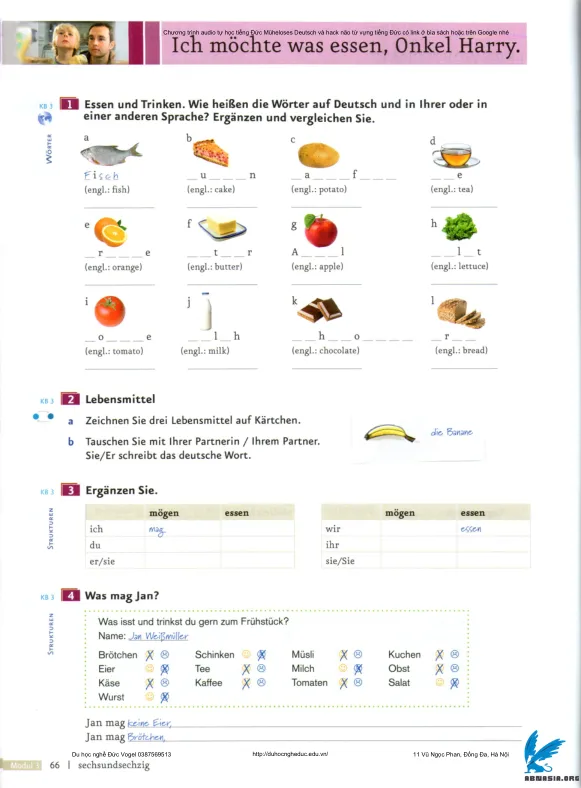 Chương trình audio tự học tiếng Đức Müheloses Deutsch và hack não từ vựng tiếng Đức có link ở bìa sách hoặc trên Google nhé
Ich möchte was essen, Onkel Harry.
KB 3 1 Essen und Trinken. Wie heißen die Wörter auf Deutsch und in Ihrer oder in
einer anderen Sprache? Ergänzen und vergleichen Sie.
WÖRTER
a b c d
Fisch _ u _ _ n _ a _ _ f _ _ _ _ _ e
(engl.: fish) (engl.: cake) (engl.: potato) (engl.: tea)
e f g h
_ r _ _ _ e _ _ t _ _ r A _ _ _ l _ _ l _ t
(engl.: orange) (engl.: butter) (engl.: apple) (engl.: lettuce)
i j k l
_ o _ _ _ e _ _ l _ h _ _ h _ _ o _ _ _ _ _ r _ _
(engl.: tomato) (engl.: milk) (engl.: chocolate) (engl.: bread)
KB 3 2 Lebensmittel
a Zeichnen Sie drei Lebensmittel auf Kärtchen.
b Tauschen Sie mit Ihrer Partnerin / Ihrem Partner.
Sie/Er schreibt das deutsche Wort.
die Banane
KB 3 3 Ergänzen Sie.
STRUKTUREN
mögen essen mögen essen
ich mag wir essen
du ihr
er/sie sie/Sie
KB 3 4 Was mag Jan?
STRUKTUREN
Was isst und trinkst du gern zum Frühstück?
Name: Jan Weißmüller
Brötchen Schinken Müsli Kuchen
Eier Tee Milch Obst
Käse Kaffee Tomaten Salat
Wurst
Jan mag keine Eier,
Jan mag Brötchen,
Du học nghề Đức Vogel 0387569513 http://duhocngheduc.edu.vn/ 11 Vũ Ngọc Phan, Đống Đa, Hà Nội
Modul 1 66 | sechsundsechzig
ABNASIA.ORG